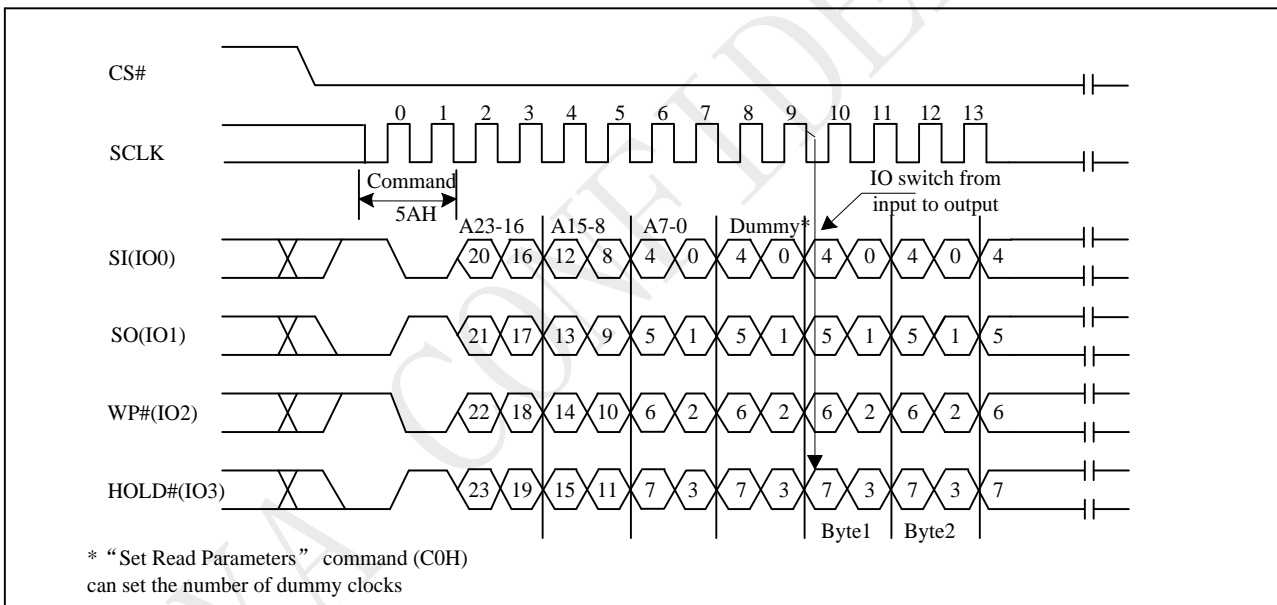 CS#
0 1 2 3 4 5 6 7 8 9 10 11 12 13
SCLK
Command
5AH
IO switch from
input to output
A23-16 A15-8 A7-0 Dummy*
SI(IO0) 20 16 12 8 4 0 4 0 4 0 4 0 4
SO(IO1) 21 17 13 9 5 1 5 1 5 1 5 1 5
WP#(IO2) 22 18 14 10 6 2 6 2 6 2 6 2 6
HOLD#(IO3) 23 19 15 11 7 3 7 3 7 3 7 3 7
Byte1 Byte2
* “Set Read Parameters” command (C0H)
can set the number of dummy clocks